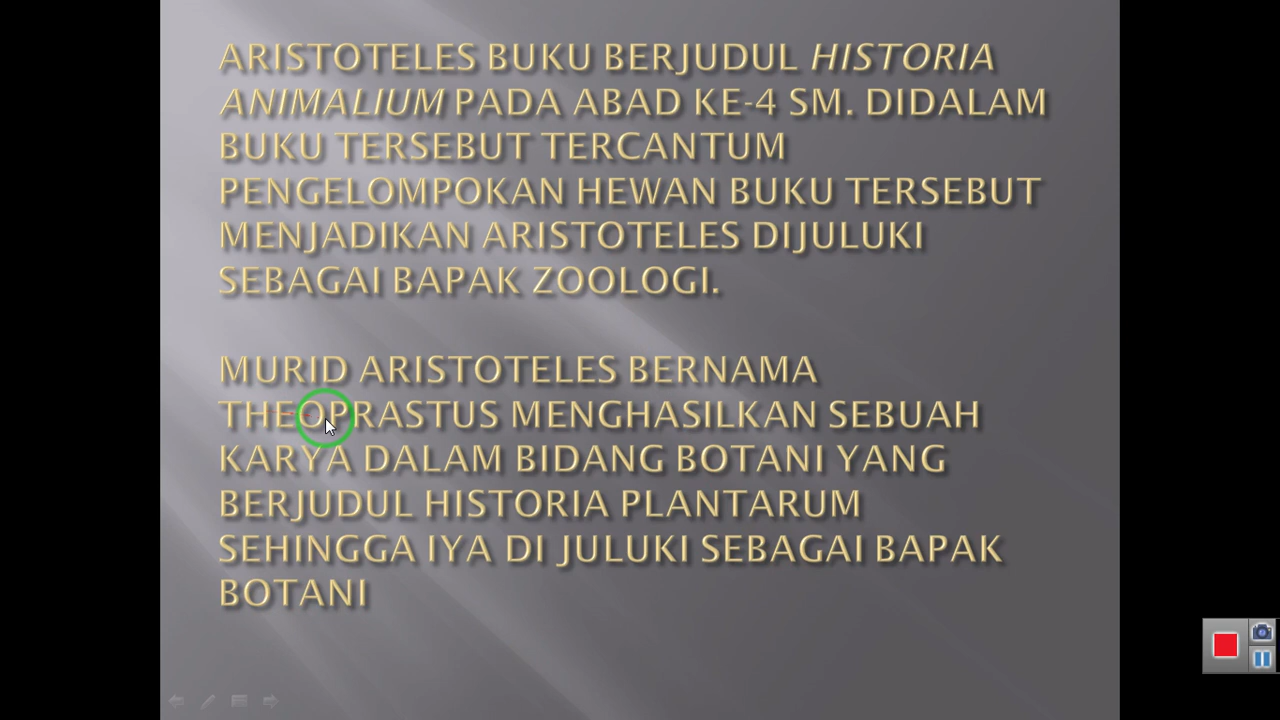 ARISTOTELES BUKU BERJUDUL HISTORIA
ANIMALIUM PADA ABAD KE-4 SM. DIDALAM
BUKU TERSEBUT TERCANTUM
PENGELOMPOKAN HEWAN BUKU TERSEBUT
MENJADIKAN ARISTOTELES DIJULUKI
SEBAGAI BAPAK ZOOLOGI.
MURID ARISTOTELES BERNAMA
THEOPRASTUS MENGHASILKAN SEBUAH
KARYA DALAM BIDANG BOTANI YANG
BERJUDUL HISTORIA PLANTARUM
SEHINGGA IYA DI JULUKI SEBAGAI BAPAK
BOTANI